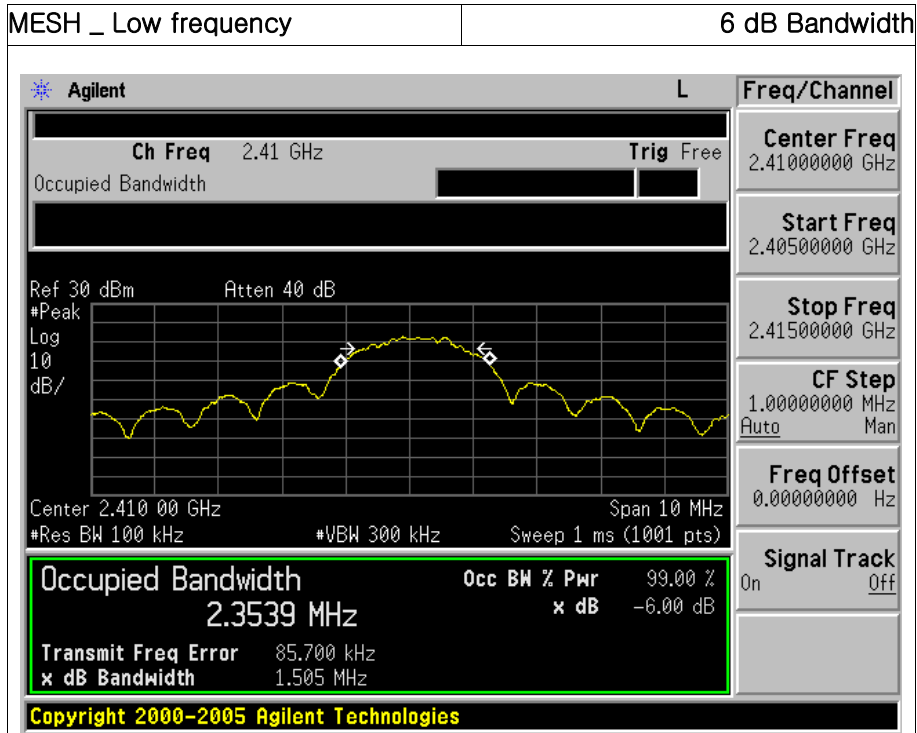 MESH _ Low frequency 6 dB Bandwidth
Agilent L Freq/Channel
Ch Freq 2.41 GHz Trig Free
Occupied Bandwidth
Center Freq
2.41000000 GHz
Start Freq
2.40500000 GHz
Stop Freq
2.41500000 GHz
CF Step
1.00000000 MHz
Auto Man
Freq Offset
0.00000000 Hz
Signal Track
On Off
Ref 30 dBm Atten 40 dB
#Peak
Log
10
dB/
Center 2.410 00 GHz Span 10 MHz
#Res BW 100 kHz #VBW 300 kHz Sweep 1 ms (1001 pts)
Occupied Bandwidth Occ BW % Pwr 99.00 %
2.3539 MHz x dB -6.00 dB
Transmit Freq Error 85.700 kHz
x dB Bandwidth 1.505 MHz
Copyright 2000-2005 Agilent Technologies